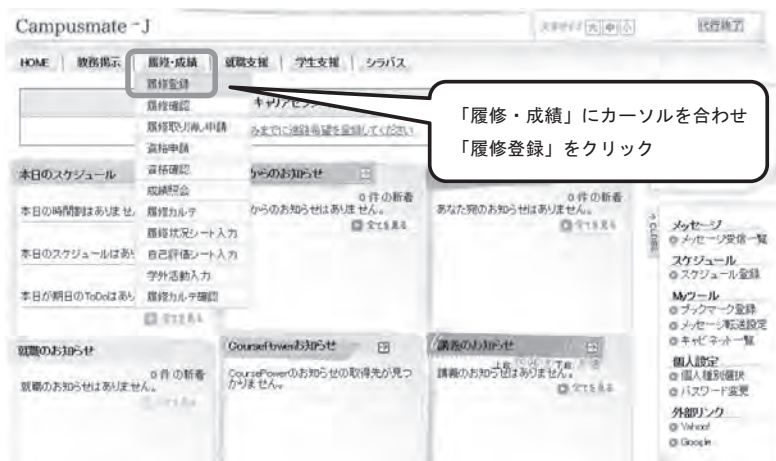 Campusmate-J
文字サイズ 大 中 小
代行終了
HOME 教務掲示 履修・成績 就職支援 学生支援 シラバス
履修登録
履修確認
履修取り消し申請
資格申請
資格確認
成績照会
履修カルテ
履修状況シート入力
自己評価シート入力
学外活動入力
履修カルテ確認
「履修・成績」にカーソルを合わせ
「履修登録」をクリック
みまでに進路希望を登録してください
本日のスケジュール
本日の時間割はありませ
本日のスケジュールはあり
本日が期日のToDoはあり
全てを見る
からのお知らせ
0 件 の新着
からのお知らせはありません。
全てを見る
0 件 の新着
あなた宛のお知らせはありません。
全てを見る
就職のお知らせ
0 件 の新着
就職のお知らせはありません。
CoursePowerお知らせ
CoursePowerのお知らせの取得先が見つ
かりません。
講義のお知らせ
講義のお知らせはありません。
全てを見る
CLOSE
メッセージ
メッセージ受信一覧
スケジュール
スケジュール登録
Myツール
ブックマーク登録
メッセージ転送設定
キャビネット一覧
個人設定
個人種別選択
パスワード変更
外部リンク
Yahoo!
Google